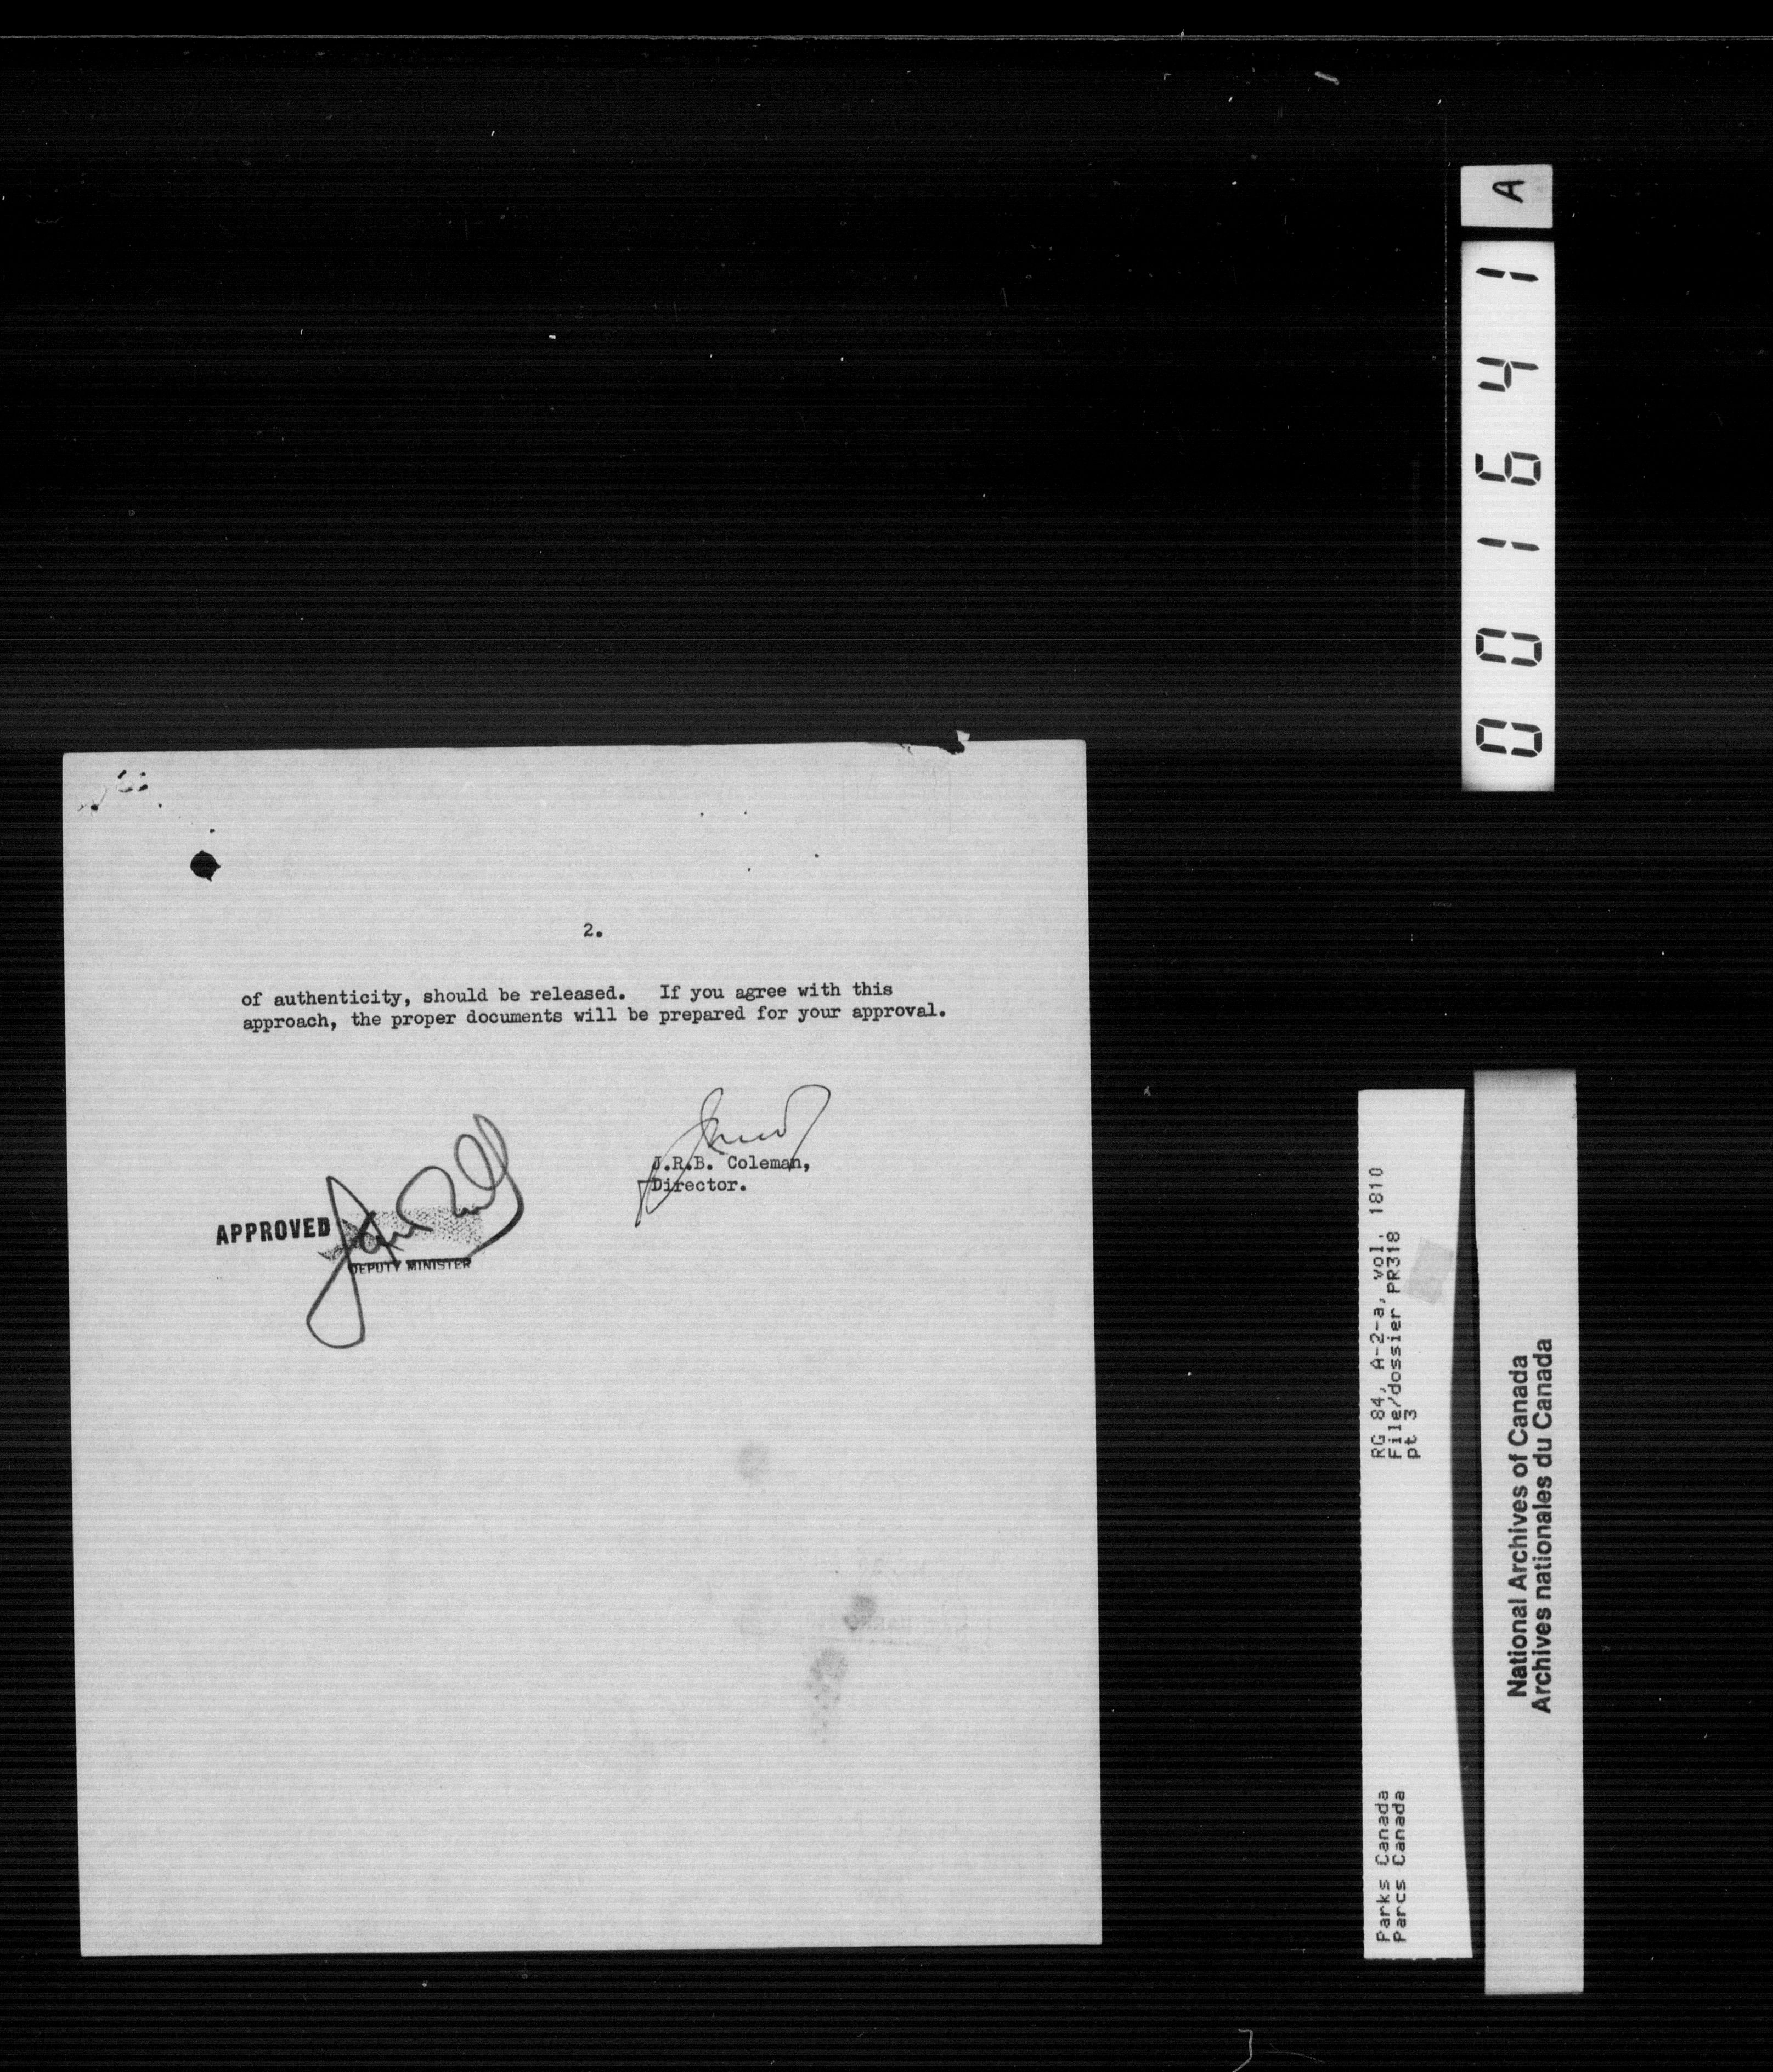 2.
of authenticity, should be released. If you agree with this
approach, the proper documents will be prepared for your approval.
J.R.B. Coleman,
Director.
APPROVED
DEPUTY MINISTER
A
001641
RG 84, A-2-a, vol. 1810
File/dossier PR318
pt 3
Parks Canada
Parcs Canada
National Archives of Canada
Archives nationales du Canada